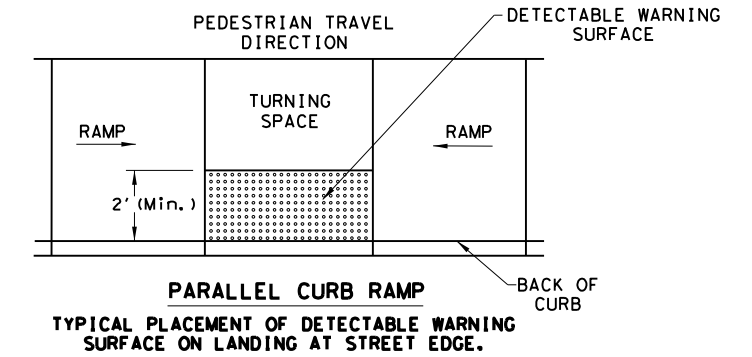 PEDESTRIAN TRAVEL
DIRECTION
DETECTABLE WARNING
SURFACE
TURNING
SPACE
RAMP
RAMP
2' (Min.)
BACK OF
CURB
PARALLEL CURB RAMP
TYPICAL PLACEMENT OF DETECTABLE WARNING
SURFACE ON LANDING AT STREET EDGE.